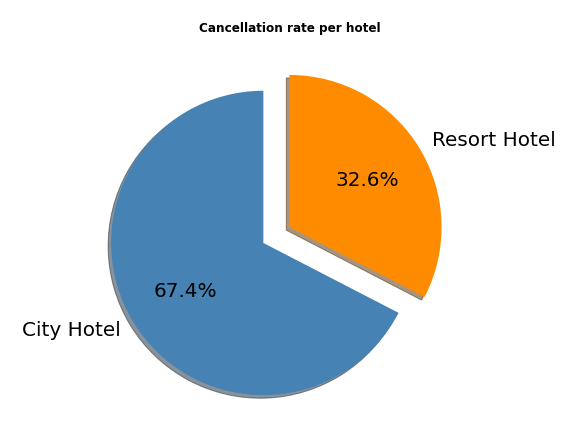 Cancellation rate per hotel
Resort Hotel
32.6%
67.4%
City Hotel